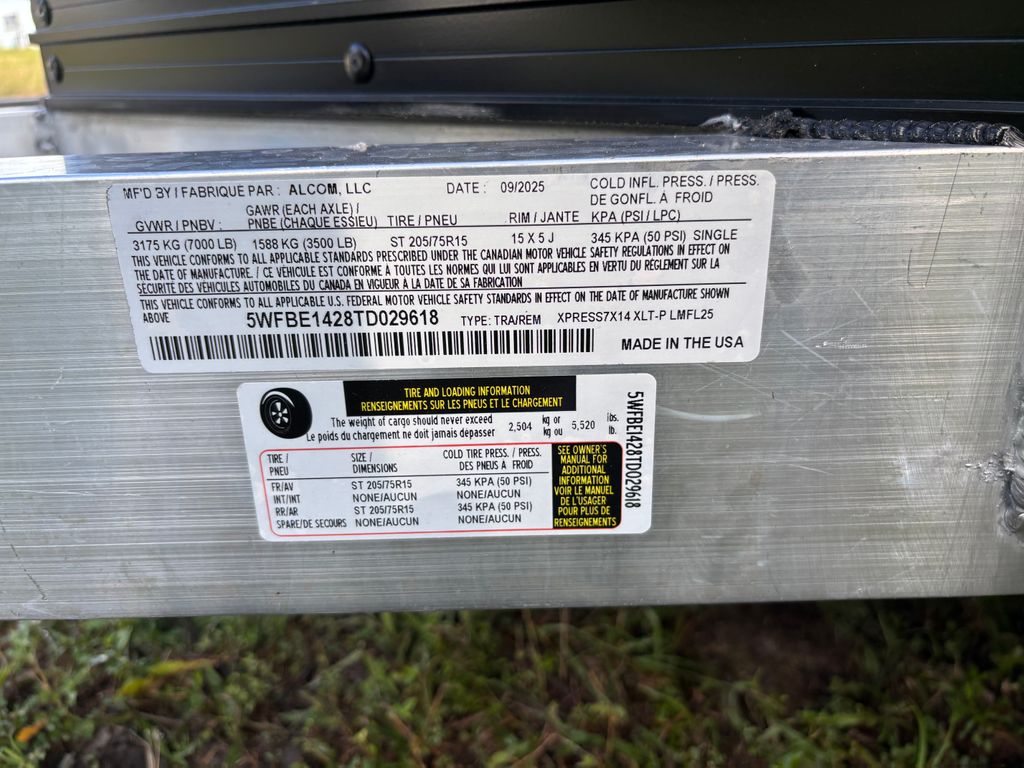 MF'D BY / FABRIQUE PAR : ALCOM, LLC DATE : 09/2025 COLD INFL. PRESS. / PRESS.
DE GONFL. À FROID
GAWR (EACH AXLE) /
GVWR / PNBV : PNBE (CHAQUE ESSIEU) TIRE / PNEU RIM / JANTE KPA (PSI / LPC)
3175 KG (7000 LB) 1588 KG (3500 LB) ST 205/75R15 15 X 5 J 345 KPA (50 PSI) SINGLE
THIS VEHICLE CONFORMS TO ALL APPLICABLE STANDARDS PRESCRIBED UNDER THE CANADIAN MOTOR VEHICLE SAFETY REGULATIONS IN EFFECT ON
THE DATE OF MANUFACTURE. / CE VÉHICULE EST CONFORME À TOUTES LES NORMES QUI LUI SONT APPLICABLES EN VERTU DU RÈGLEMENT SUR LA
SÉCURITÉ DES VÉHICULES AUTOMOBILES DU CANADA EN VIGUEUR À LA DATE DE SA FABRICATION
THIS VEHICLE CONFORMS TO ALL APPLICABLE U.S. FEDERAL MOTOR VEHICLE SAFETY STANDARDS IN EFFECT ON THE DATE OF MANUFACTURE SHOWN
ABOVE
5WFBE1428TD029618 TYPE: TRA/REM XPRESS7X14 XLT-P LMFL25
MADE IN THE USA
TIRE AND LOADING INFORMATION
RENSEIGNEMENTS SUR LES PNEUS ET LE CHARGEMENT
The weight of cargo should never exceed 2,504 kg or 5,520 lbs.
Le poids du chargement ne doit jamais depasser kg ou lb.
TIRE / SIZE / COLD TIRE PRESS. / PRESS.
PNEU DIMENSIONS DES PNEUS À FROID
FR/AV ST 205/75R15 345 KPA (50 PSI)
INT/INT NONE/AUCUN NONE/AUCUN
RR/AR ST 205/75R15 345 KPA (50 PSI)
SPARE/DE SECOURS NONE/AUCUN NONE/AUCUN
SEE OWNER'S
MANUAL FOR
ADDITIONAL
INFORMATION
VOIR LE MANUEL
DE L'USAGER
POUR PLUS DE
RENSEIGNEMENTS
5WFBE1428TD029618